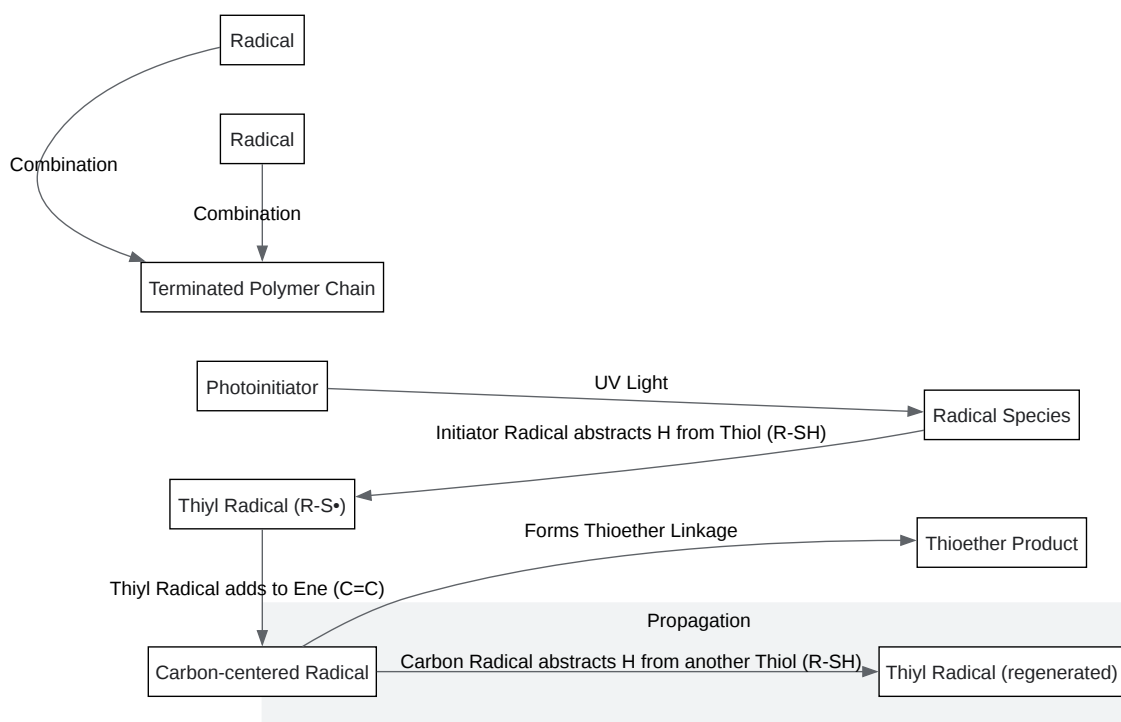 Radical
Radical
Combination
Combination
Terminated Polymer Chain
Photoinitiator
UV Light
Radical Species
Initiator Radical abstracts H from Thiol (R-SH)
Thiyl Radical (R-S•)
Forms Thioether Linkage
Thioether Product
Thiyl Radical adds to Ene (C=C)
Propagation
Carbon-centered Radical
Carbon Radical abstracts H from another Thiol (R-SH)
Thiyl Radical (regenerated)